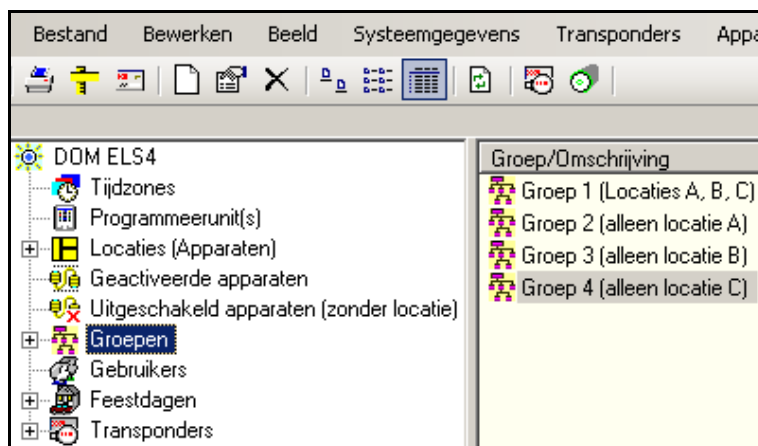 Bestand Bewerken Beeld Systeemgegevens Transponders Appa
DOM ELS4
Tijdzones
Programmeerunit(s)
Locaties (Apparaten)
Geactiveerde apparaten
Uitgeschakeld apparaten (zonder locatie)
Groepen
Gebruikers
Feestdagen
Transponders
Groep/Omschrijving
Groep 1 (Locaties A, B, C)
Groep 2 (alleen locatie A)
Groep 3 (alleen locatie B)
Groep 4 (alleen locatie C)